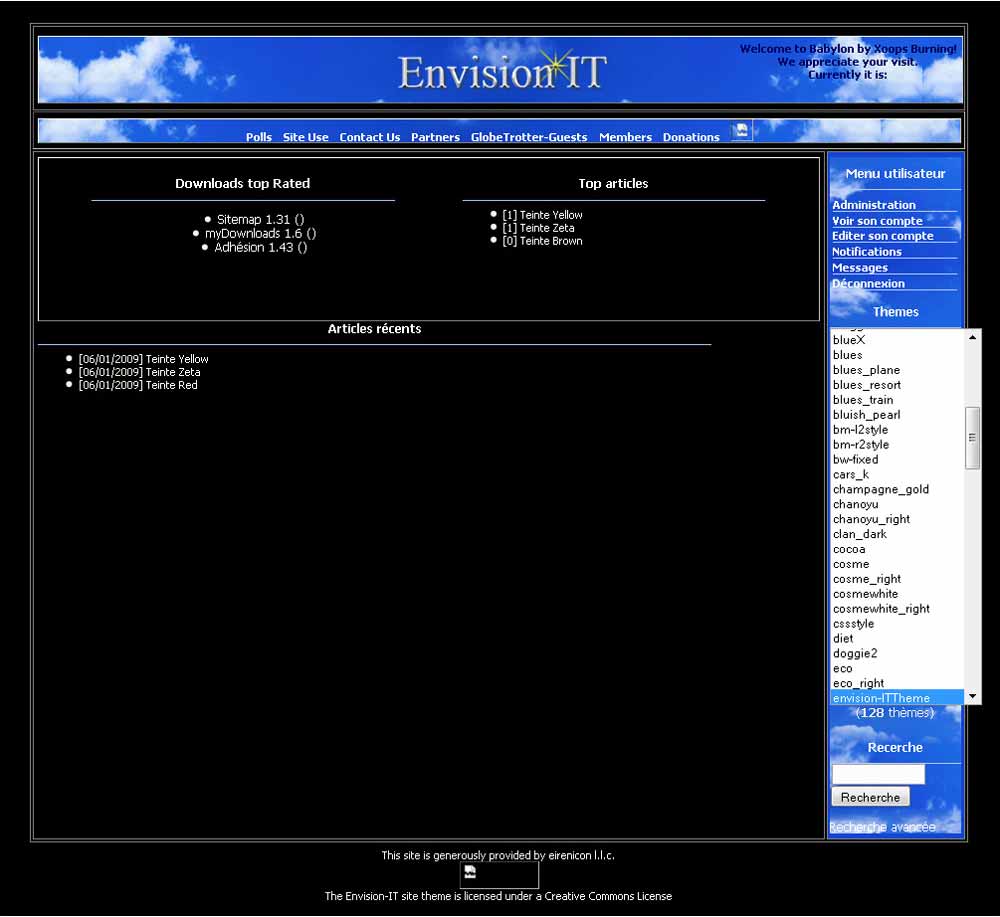 Envision IT
Welcome to Babylon by Xoops Burning!
We appreciate your visit.
Currently it is:
Polls Site Use Contact Us Partners GlobeTrotter-Guests Members Donations
Downloads top Rated
Sitemap 1.31 ()
myDownloads 1.6 ()
Adhésion 1.43 ()
Top articles
[1] Teinte Yellow
[1] Teinte Zeta
[0] Teinte Brown
Articles récents
[06/01/2009] Teinte Yellow
[06/01/2009] Teinte Zeta
[06/01/2009] Teinte Red
Menu utilisateur
Administration
Voir son compte
Editer son compte
Notifications
Messages
Déconnexion
Themes
blueX
blues
blues_plane
blues_resort
blues_train
bluish_pearl
bm-l2style
bm-r2style
bw-fixed
cars_k
champagne_gold
chanoyu
chanoyu_right
clan_dark
cocoa
cosme
cosme_right
cosmewhite
cosmewhite_right
cssstyle
diet
doggie2
eco
eco_right
envision-ITTheme
(128 thèmes)
Recerche
Recherche
Recherche avancée
This site is generously provided by eirenicon l.l.c.
The Envision-IT site theme is licensed under a Creative Commons License